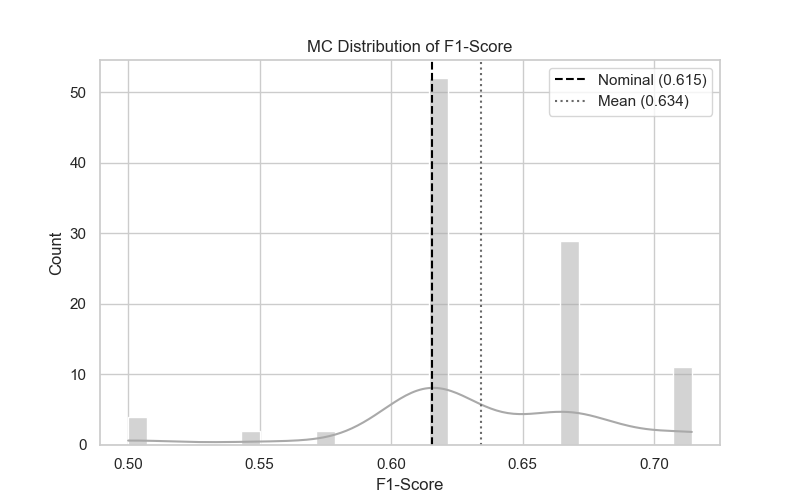 MC Distribution of F1-Score
Nominal (0.615)
Mean (0.634)
Count
50
40
30
20
10
0
0.50 0.55 0.60 0.65 0.70
F1-Score